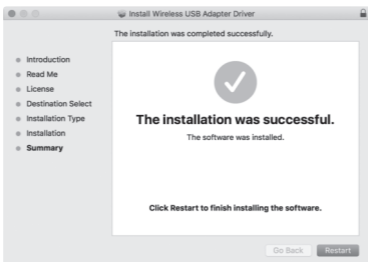 Install Wireless USB Adapter Driver
The installation was completed successfully.
Introduction
Read Me
License
Destination Select
Installation Type
Installation
Summary
The installation was successful.
The software was installed.
Click Restart to finish installing the software.
Go Back
Restart